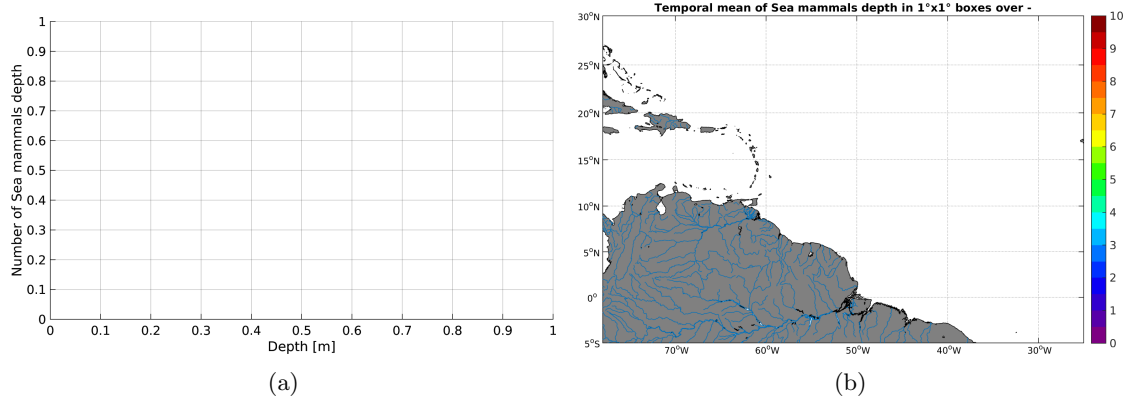 1
0.9
0.8
0.7
0.6
0.5
0.4
0.3
0.2
0.1
0
Number of Sea mammals depth
0 0.1 0.2 0.3 0.4 0.5 0.6 0.7 0.8 0.9 1
Depth [m]
(a)
Temporal mean of Sea mammals depth in 1°x1° boxes over -
30°N
25°N
20°N
15°N
10°N
5°N
0°
5°S
70°W 60°W 50°W 40°W 30°W
10
9
8
7
6
5
4
3
2
1
0
(b)